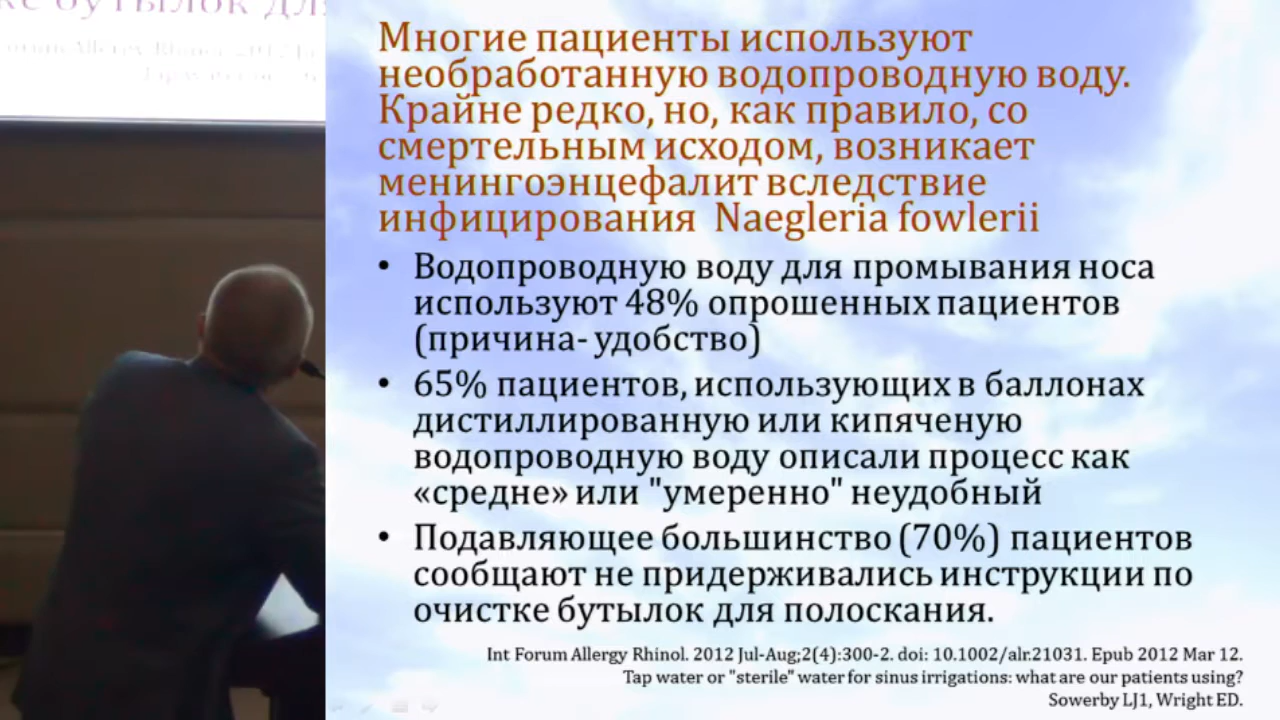 кс бутылок для
Многие пациенты используют
необработанную водопроводную воду.
Крайне редко, но, как правило, со
смертельным исходом, возникает
менингоэнцефалит вследствие
инфицирования Naegleria fowlerii
• Водопроводную воду для промывания носа
используют 48% опрошенных пациентов
(причина- удобство)
• 65% пациентов, использующих в баллонах
дистиллированную или кипяченую
водопроводную воду описали процесс как
«средне» или "умеренно" неудобный
• Подавляющее большинство (70%) пациентов
сообщают не придерживались инструкции по
очистке бутылок для полоскания.
Int Forum Allergy Rhinol. 2012 Jul-Aug;2(4):300-2. doi: 10.1002/alr.21031. Epub 2012 Mar 12.
Tap water or "sterile" water for sinus irrigations: what are our patients using?
Sowerby LJ1, Wright ED.